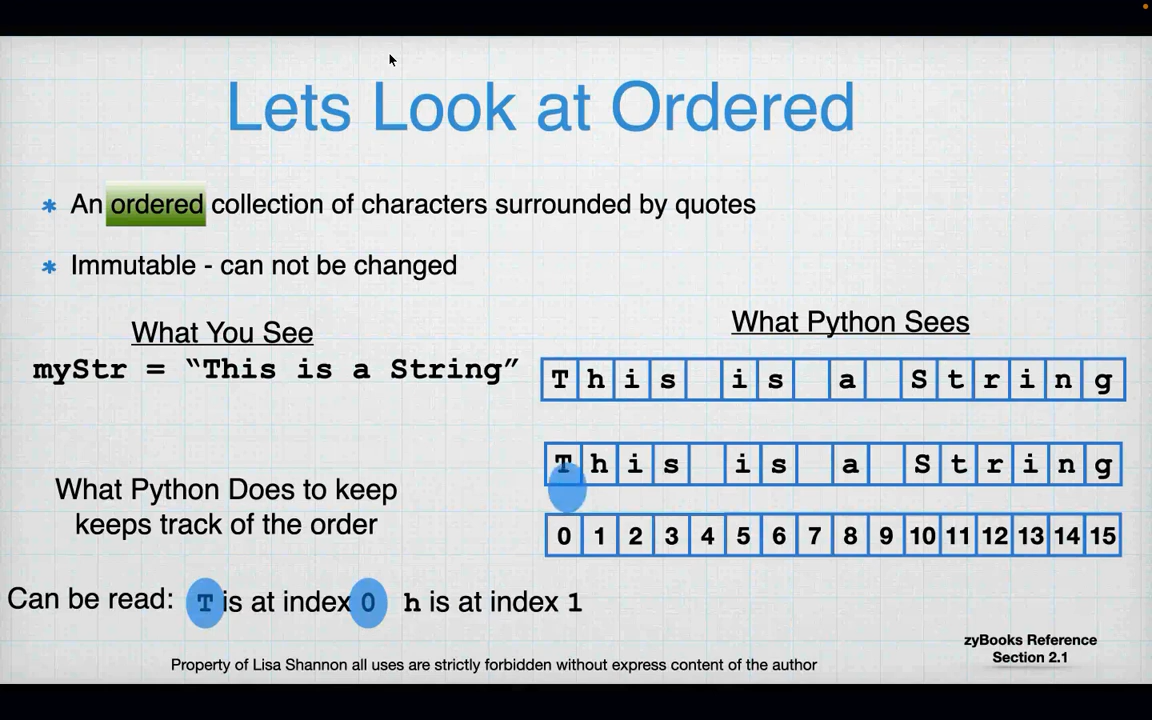 Lets Look at Ordered
* An ordered collection of characters surrounded by quotes
* Immutable - can not be changed
What You See
myStr = “This is a String”
What Python Sees
T h i s i s a S t r i n g
T h i s i s a S t r i n g
0 1 2 3 4 5 6 7 8 9 10 11 12 13 14 15
What Python Does to keep
keeps track of the order
Can be read: T is at index 0 h is at index 1
zyBooks Reference
Section 2.1
Property of Lisa Shannon all uses are strictly forbidden without express content of the author